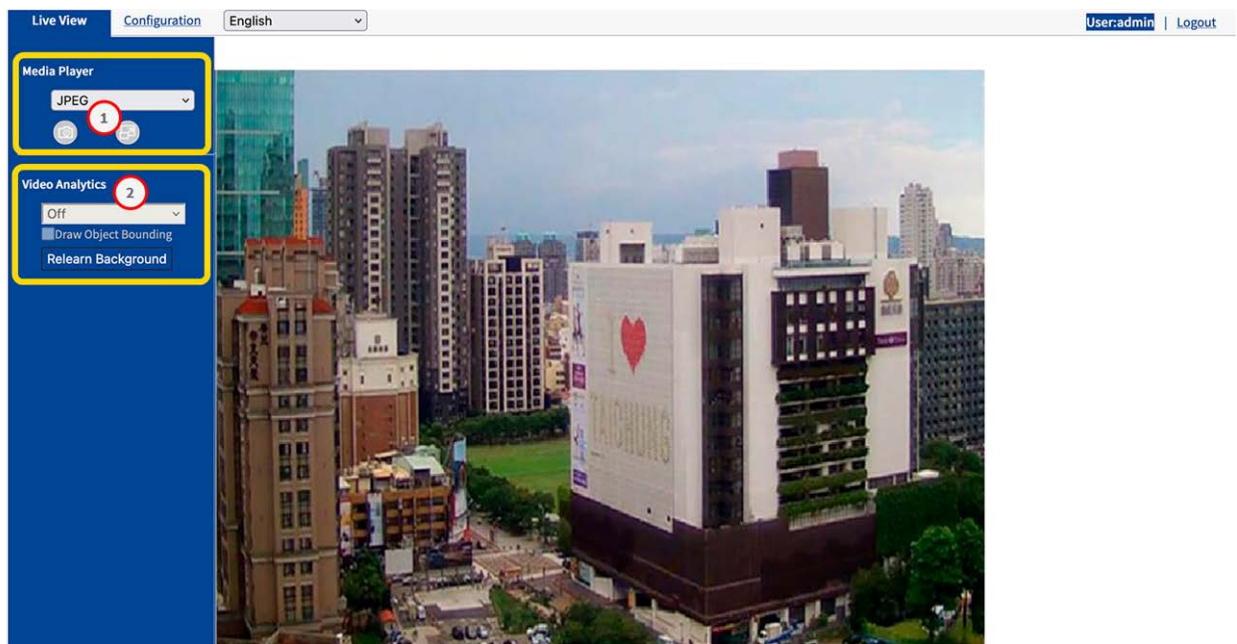 Live View
Configuration
English
User:admin | Logout
Media Player
JPEG
1
Video Analytics
2
Off
Draw Object Bounding
Relearn Background
I
TAICHUNG